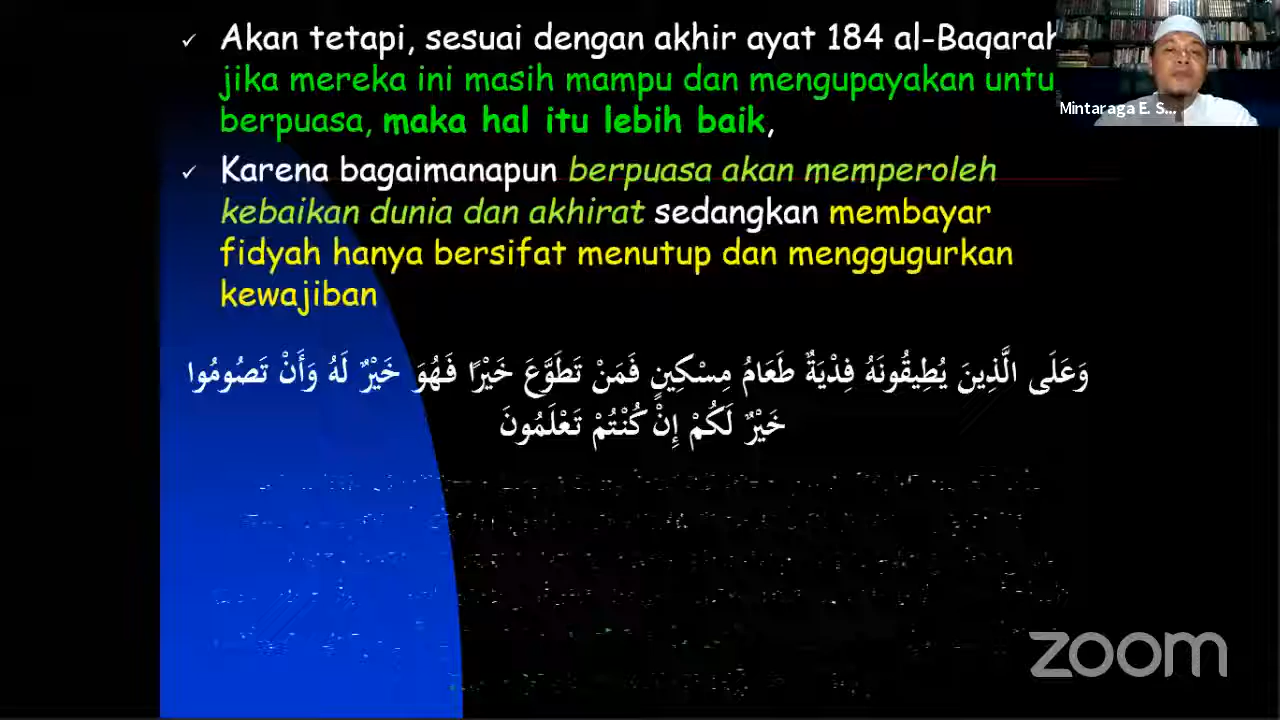 Akan tetapi, sesuai dengan akhir ayat 184 al-Baqarah
jika mereka ini masih mampu dan mengupayakan untu
berpuasa, maka hal itu lebih baik,
Karena bagaimanapun berpuasa akan memperoleh
kebaikan dunia dan akhirat sedangkan membayar
fidyah hanya bersifat menutup dan menggugurkan
kewajiban
وَعَلَى الَّذِينَ يُطِيقُونَهُ فِدْيَةٌ طَعَامُ مِسْكِينٍ فَمَنْ تَطَوَّعَ خَيْرًا فَهُوَ خَيْرٌ لَهُ وَأَنْ تَصُومُوا
خَيْرٌ لَكُمْ إِنْ كُنْتُمْ تَعْلَمُونَ
Mintaraga E. S...
zoom